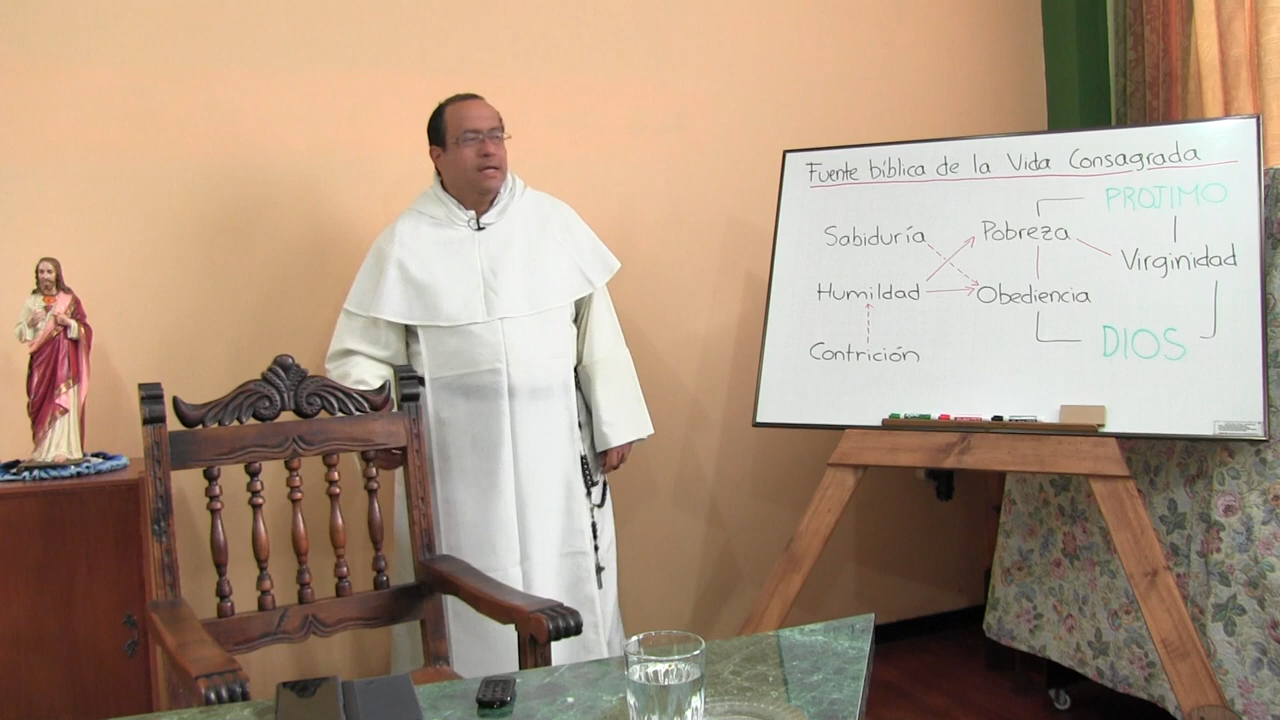 Fuente bíblica de la Vida Consagrada
PROJIMO
Sabiduría Pobreza
Virginidad
Humildad Obediencia
Contrición DIOS